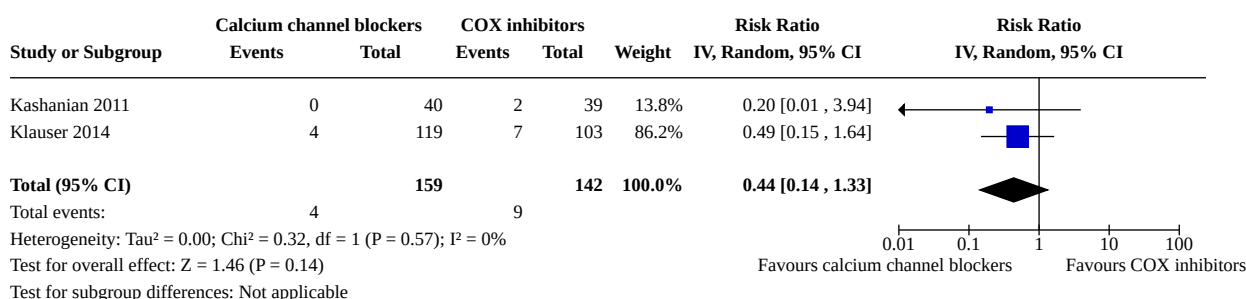 Calcium channel blockers COX inhibitors Risk Ratio Risk Ratio
Study or Subgroup Events Total Events Total Weight IV, Random, 95% CI IV, Random, 95% CI
Kashanian 2011 0 40 2 39 13.8% 0.20 [0.01 , 3.94]
Klauser 2014 4 119 7 103 86.2% 0.49 [0.15 , 1.64]
Total (95% CI) 159 142 100.0% 0.44 [0.14 , 1.33]
Total events: 4 9
Heterogeneity: Tau² = 0.00; Chi² = 0.32, df = 1 (P = 0.57); I² = 0%
0.01 0.1 1 10 100
Test for overall effect: Z = 1.46 (P = 0.14) Favours calcium channel blockers Favours COX inhibitors
Test for subgroup differences: Not applicable